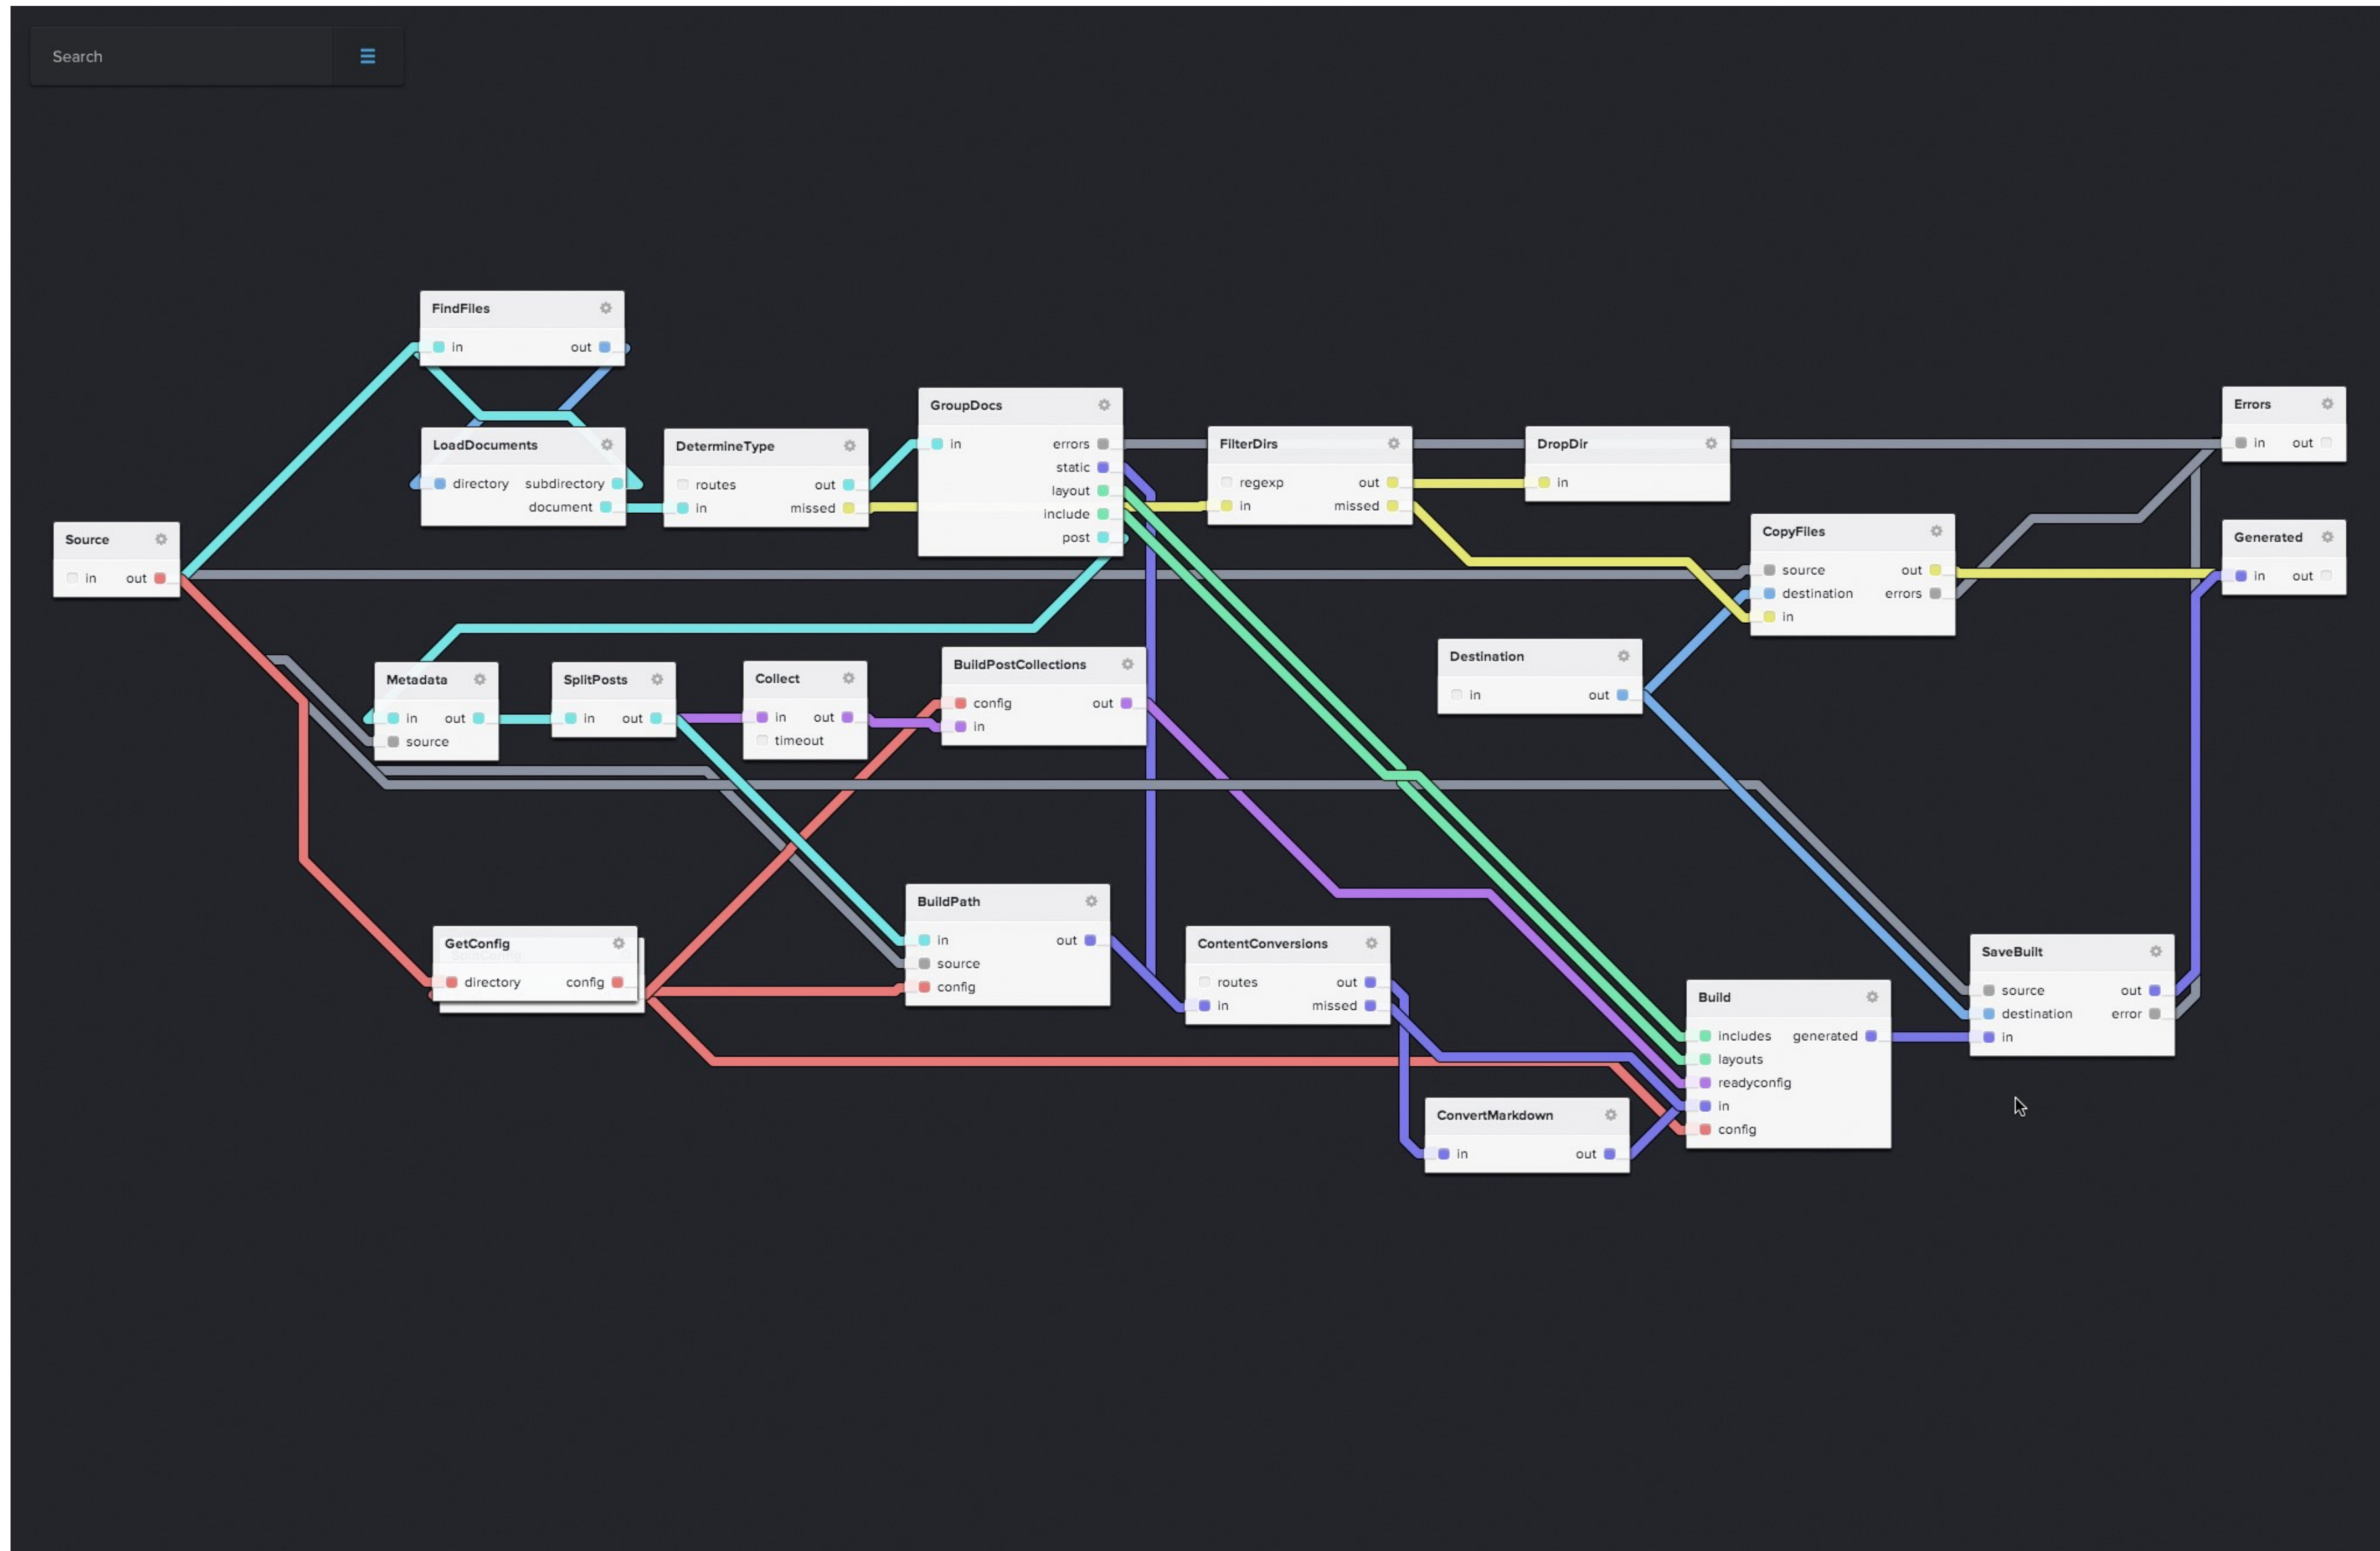 Search
FindFiles
in out
LoadDocuments
directory subdirectory
document
DetermineType
routes out
in missed
GroupDocs
in errors
static
layout
include
post
FilterDirs
regexp out
in missed
DropDir
in
Errors
in out
Source
in out
CopyFiles
source out
destination errors
in
Generated
in out
Metadata
in out
source
SplitPosts
in out
Collect
in out
timeout
BuildPostCollections
config out
in
Destination
in out
GetConfig
SplitConfig
directory config
BuildPath
in out
source
config
ContentConversions
routes out
in missed
ConvertMarkdown
in out
Build
includes generated
layouts
readyconfig
in
config
SaveBuilt
source out
destination error
in